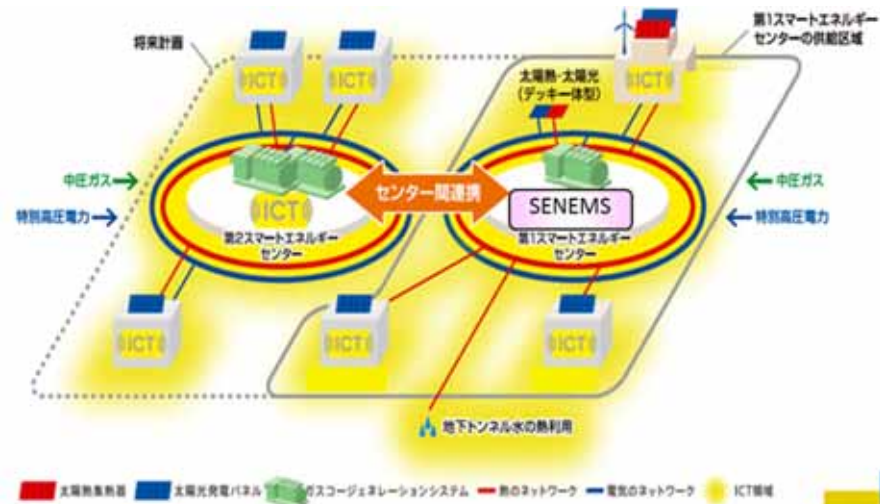 将来計画
第1スマートエネルギー
センターの供給区域
ICT
ICT
太陽熱・太陽光
(デッキ一体型)
ICT
中圧ガス
特別高圧電力
センター間連携
ICT
第2スマートエネルギー
センター
SENEMS
第1スマートエネルギー
センター
中圧ガス
特別高圧電力
ICT
ICT
ICT
地下トンネル水の熱利用
太陽熱集熱器
太陽光発電パネル
ガスコージェネレーションシステム
熱のネットワーク
電気のネットワーク
ICT領域